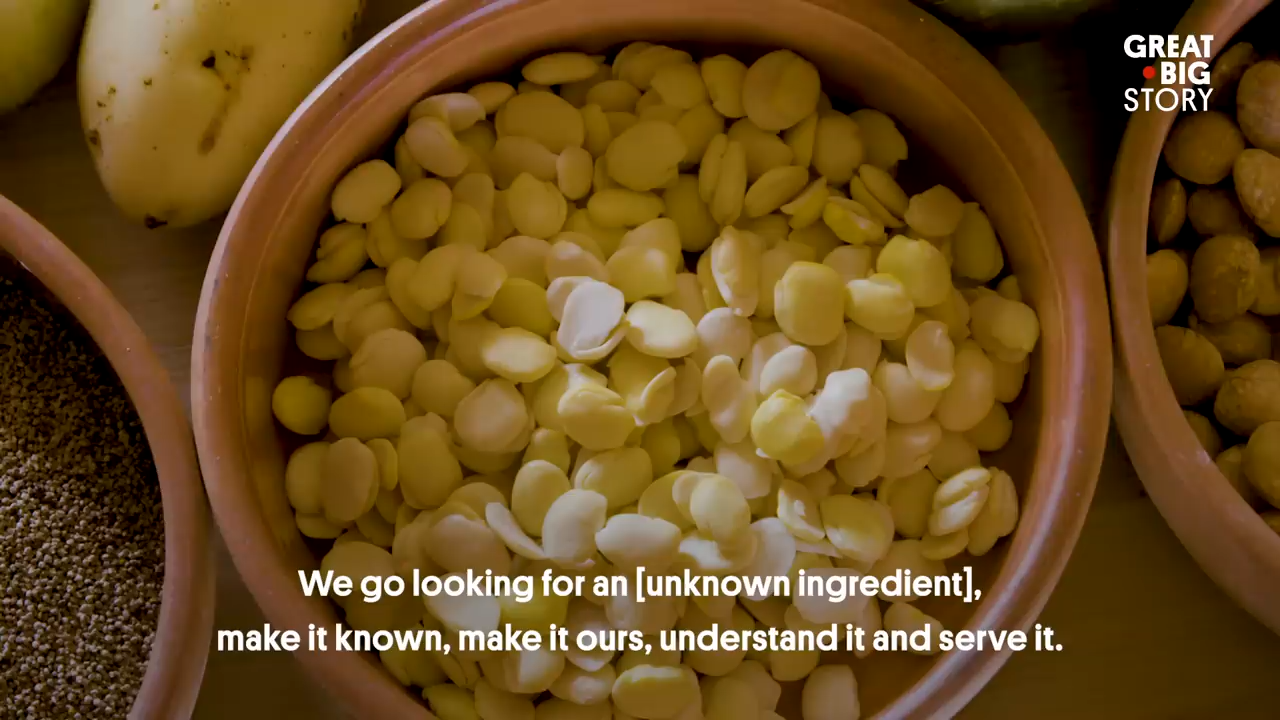 GREAT
BIG
STORY
We go looking for an [unknown ingredient],
make it known, make it ours, understand it and serve it.